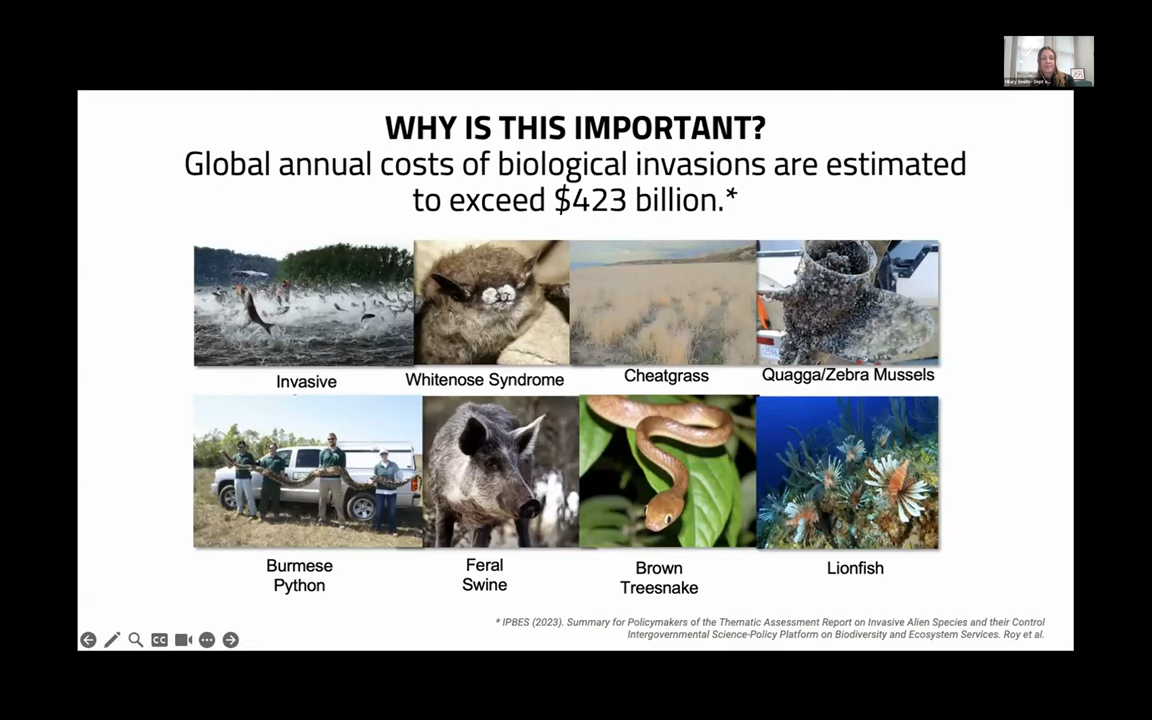 WHY IS THIS IMPORTANT?
Global annual costs of biological invasions are estimated
to exceed $423 billion.*
Invasive
Whitenose Syndrome
Cheatgrass
Quagga/Zebra Mussels
Burmese
Python
Feral
Swine
Brown
Treesnake
Lionfish
* IPBES (2023). Summary for Policymakers of the Thematic Assessment Report on Invasive Alien Species and their Control
Intergovernmental Science-Policy Platform on Biodiversity and Ecosystem Services. Roy et al.
CC